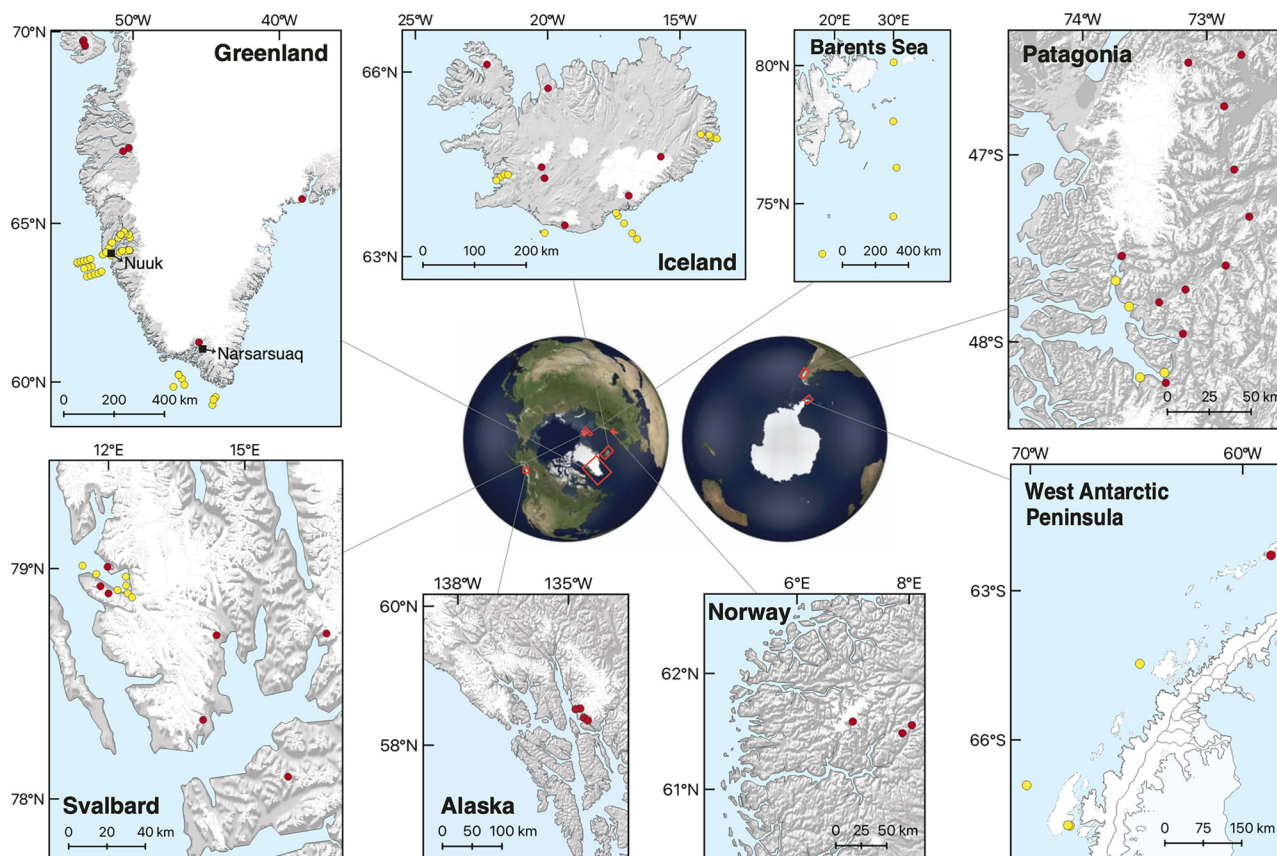 50°W 40°W
70°N
Greenland
65°N
Nuuk
Narsarsuaq
60°N
0 200 400 km
25°W 20°W 15°W
66°N
63°N
0 100 200 km
Iceland
20°E 30°E
Barents Sea
80°N
75°N
0 200 400 km
74°W 73°W
Patagonia
47°S
48°S
0 25 50 km
12°E 15°E
79°N
78°N
Svalbard
0 20 40 km
138°W 135°W
60°N
58°N
Alaska
0 50 100 km
6°E 8°E
Norway
62°N
61°N
0 25 50 km
70°W 60°W
West Antarctic
Peninsula
63°S
66°S
0 75 150 km